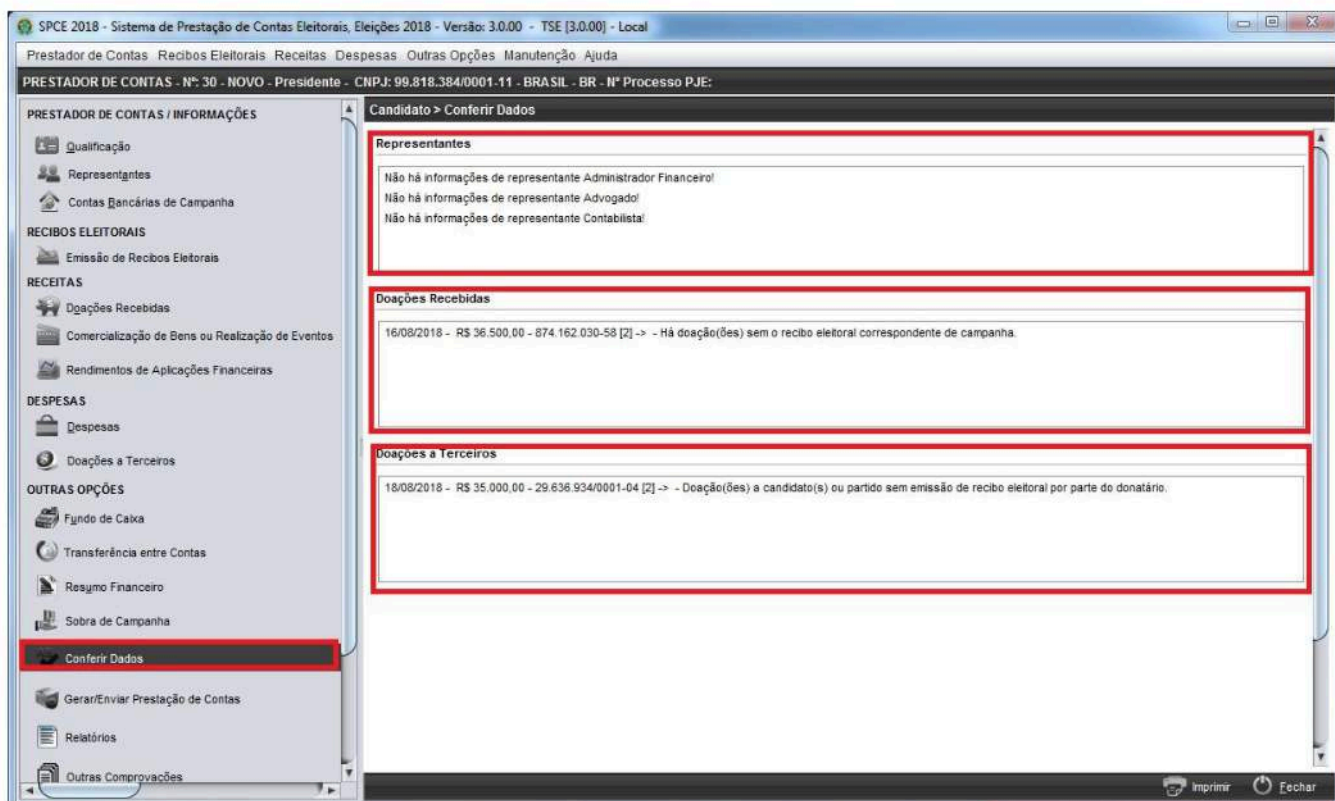 SPCE 2018 - Sistema de Prestação de Contas Eleitorais, Eleições 2018 - Versão: 3.0.00 - TSE [3.0.00] - Local
Prestador de Contas Recibos Eleitorais Receitas Despesas Outras Opções Manutenção Ajuda
PRESTADOR DE CONTAS - Nº: 30 - NOVO - Presidente - CNPJ: 99.818.384/0001-11 - BRASIL - BR - Nº Processo PJE:
PRESTADOR DE CONTAS / INFORMAÇÕES
Qualificação
Representantes
Contas Bancárias de Campanha
RECIBOS ELEITORAIS
Emissão de Recibos Eleitorais
RECEITAS
Doações Recebidas
Comercialização de Bens ou Realização de Eventos
Rendimentos de Aplicações Financeiras
DESPESAS
Despesas
Doações a Terceiros
OUTRAS OPÇÕES
Fundo de Caixa
Transferência entre Contas
Resumo Financeiro
Sobra de Campanha
Conferir Dados
Gerar/Enviar Prestação de Contas
Relatórios
Outras Comprovações
Candidato > Conferir Dados
Representantes
Não há informações de representante Administrador Financeiro!
Não há informações de representante Advogado!
Não há informações de representante Contabilista!
Doações Recebidas
16/08/2018 - R$ 36.500,00 - 874.162.030-58 [2] -> - Há doação(ões) sem o recibo eleitoral correspondente de campanha.
Doações a Terceiros
18/08/2018 - R$ 35.000,00 - 29.636.934/0001-04 [2] -> - Doação(ões) a candidato(s) ou partido sem emissão de recibo eleitoral por parte do donatário.
Imprimir Fechar